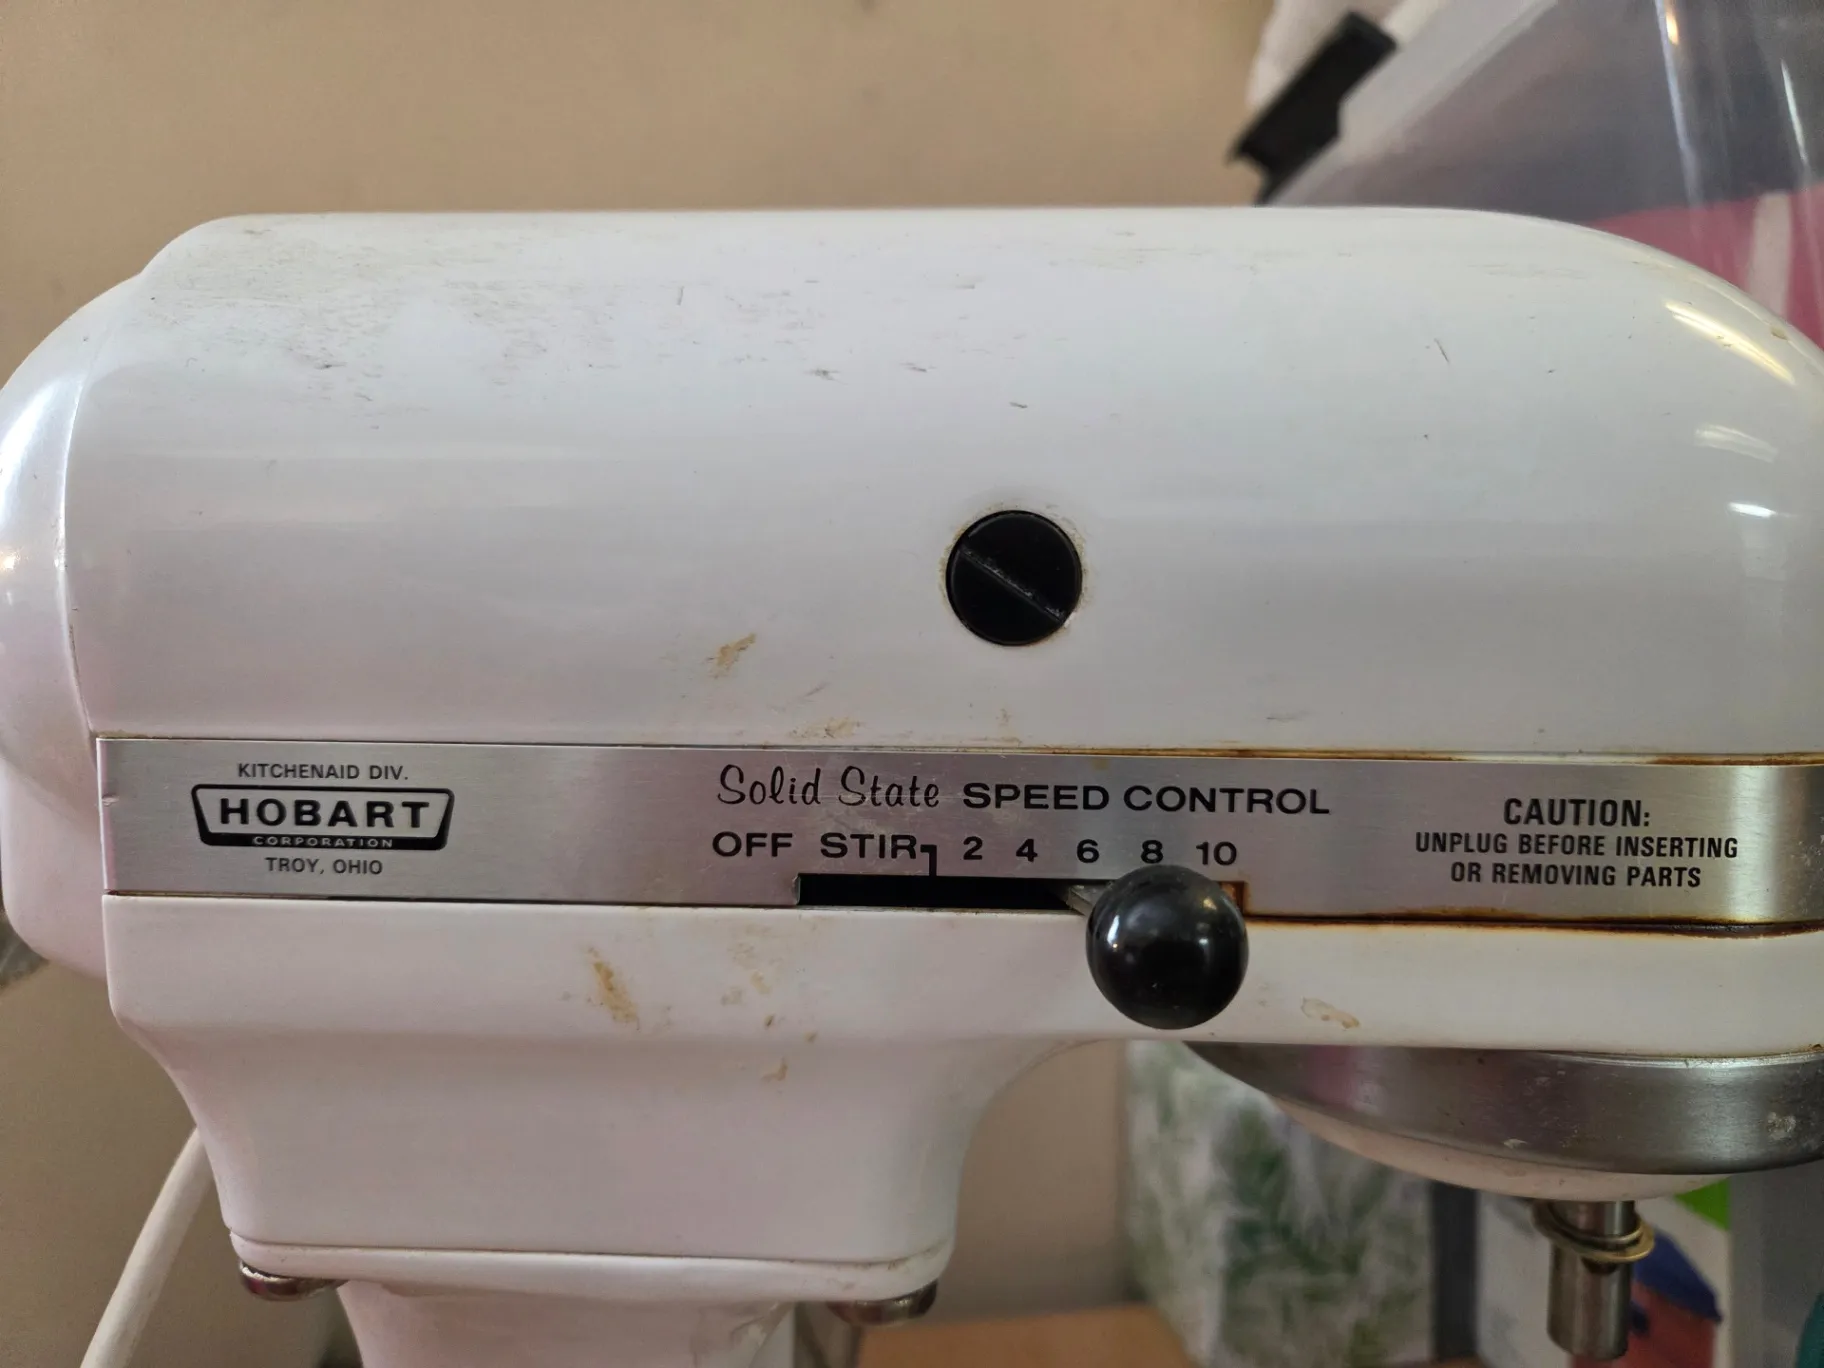 KITCHENAID DIV.
HOBART
CORPORATION
TROY, OHIO
Solid State SPEED CONTROL
OFF STIR 2 4 6 8 10
CAUTION:
UNPLUG BEFORE INSERTING
OR REMOVING PARTS